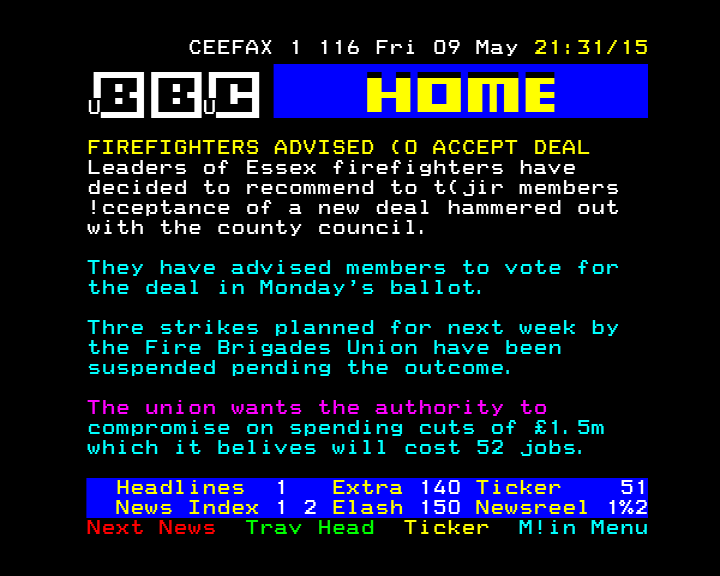 CEEFAX 1 116 Fri 09 May 21:31/15
BBC HOME
FIREFIGHTERS ADVISED (O ACCEPT DEAL
Leaders of Essex firefighters have
decided to recommend to t(jir members
!cceptance of a new deal hammered out
with the county council.
They have advised members to vote for
the deal in Monday's ballot.
Thre strikes planned for next week by
the Fire Brigades Union have been
suspended pending the outcome.
The union wants the authority to
compromise on spending cuts of £1.5m
which it belives will cost 52 jobs.
Headlines 1 Extra 140 Ticker 51
News Index 1 2 Elash 150 Newsreel 1%2
Next News Trav Head Ticker M!in Menu